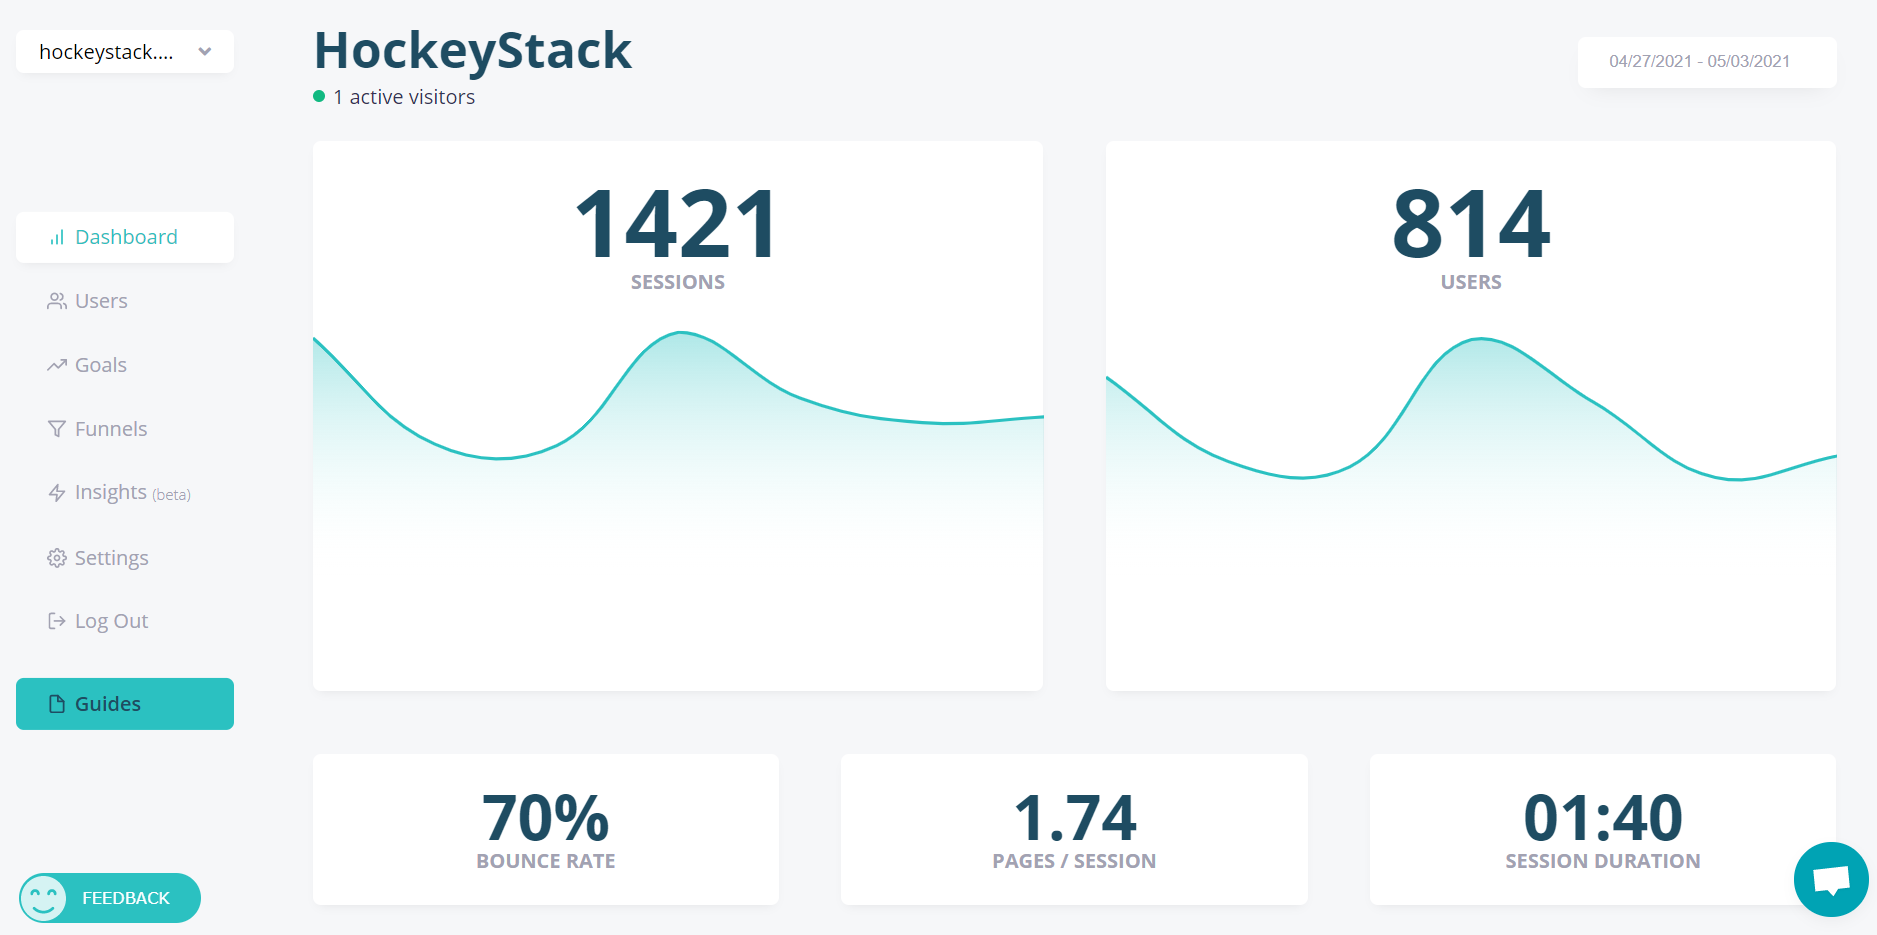 hockeystack....
HockeyStack
1 active visitors
04/27/2021 - 05/03/2021
Dashboard
Users
Goals
Funnels
Insights (beta)
Settings
Log Out
Guides
FEEDBACK
1421
SESSIONS
814
USERS
70%
BOUNCE RATE
1.74
PAGES / SESSION
01:40
SESSION DURATION